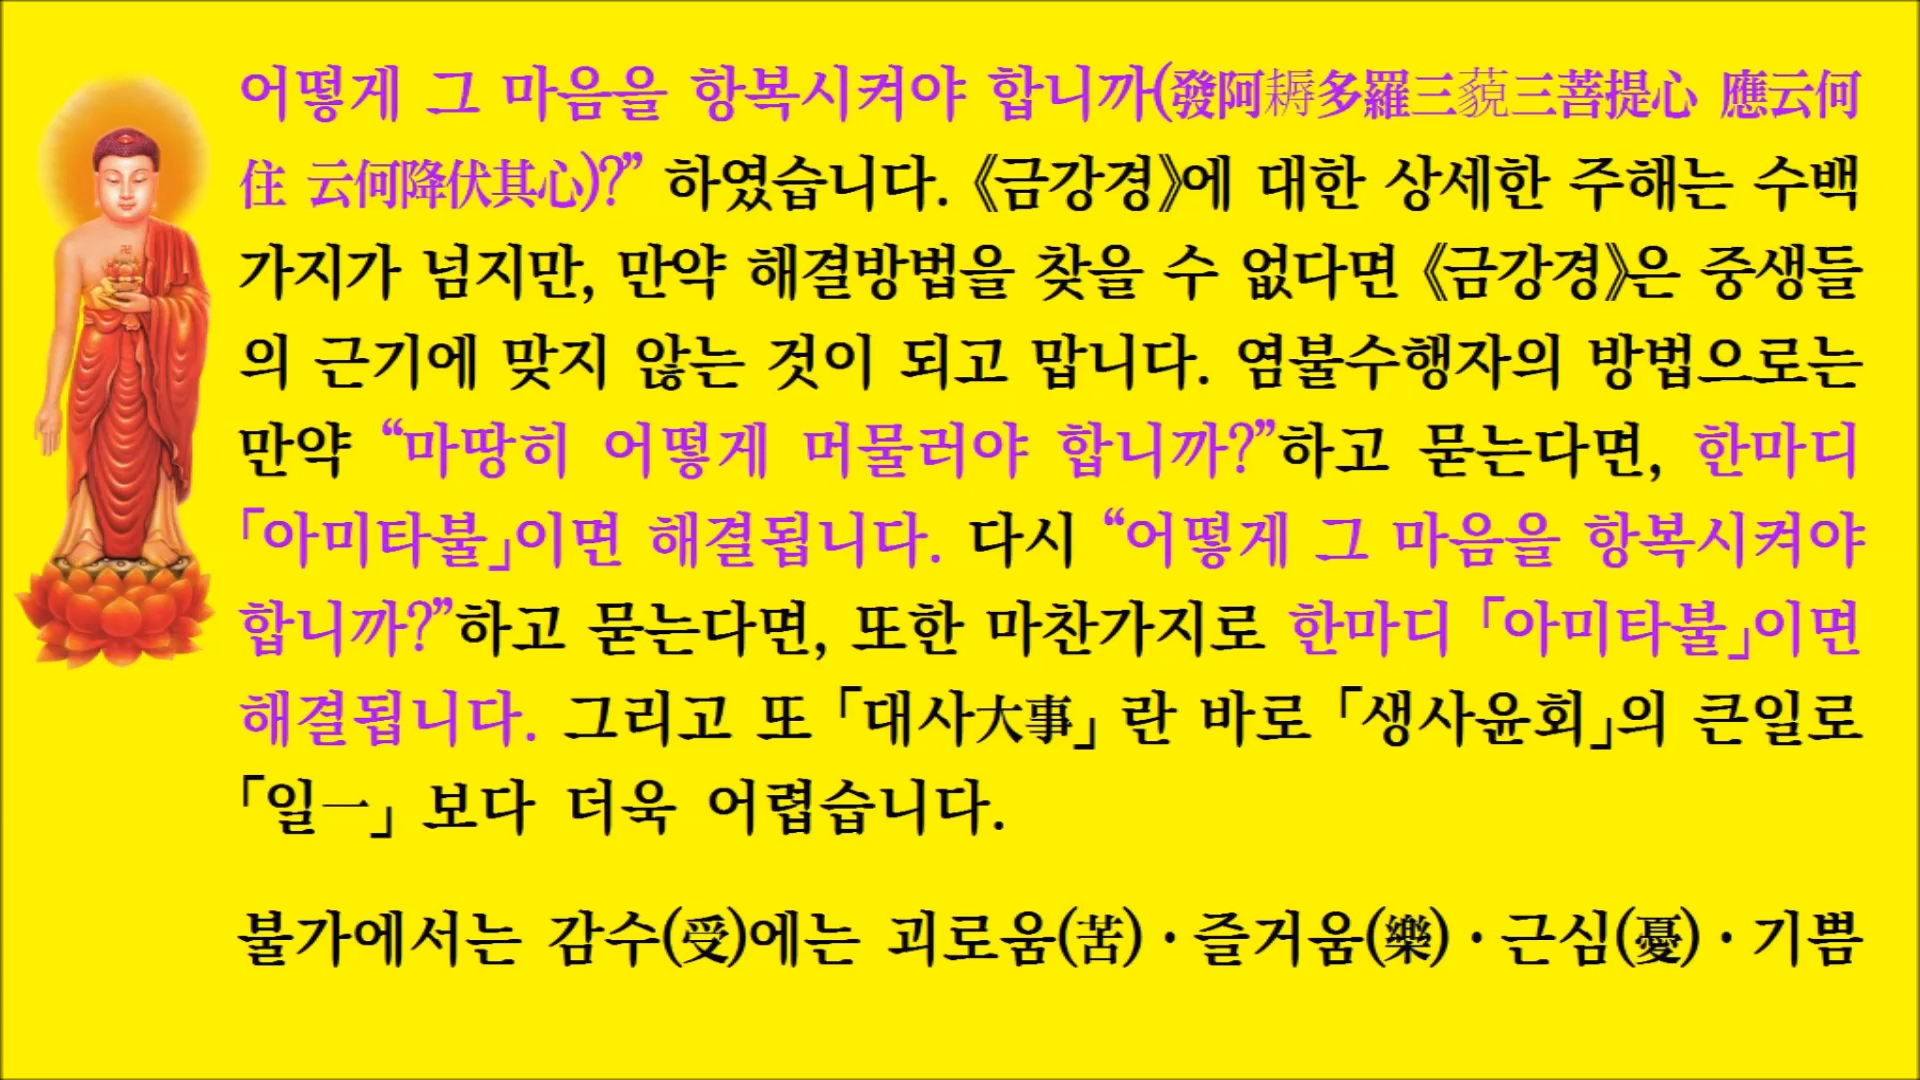 어떻게 그 마음을 항복시켜야 합니까(發阿耨多羅三藐三菩提心 應云何
住 云何降伏其心)?” 하였습니다. 《금강경》에 대한 상세한 주해는 수백
가지가 넘지만, 만약 해결방법을 찾을 수 없다면 《금강경》은 중생들
의 근기에 맞지 않는 것이 되고 맙니다. 염불수행자의 방법으로는
만약 “마땅히 어떻게 머물러야 합니까?”하고 묻는다면, 한마디
「아미타불」이면 해결됩니다. 다시 “어떻게 그 마음을 항복시켜야
합니까?”하고 묻는다면, 또한 마찬가지로 한마디 「아미타불」이면
해결됩니다. 그리고 또 「대사大事」 란 바로 「생사윤회」의 큰일로
「일一」 보다 더욱 어렵습니다.
불가에서는 감수(受)에는 괴로움(苦)·즐거움(樂)·근심(憂)·기쁨